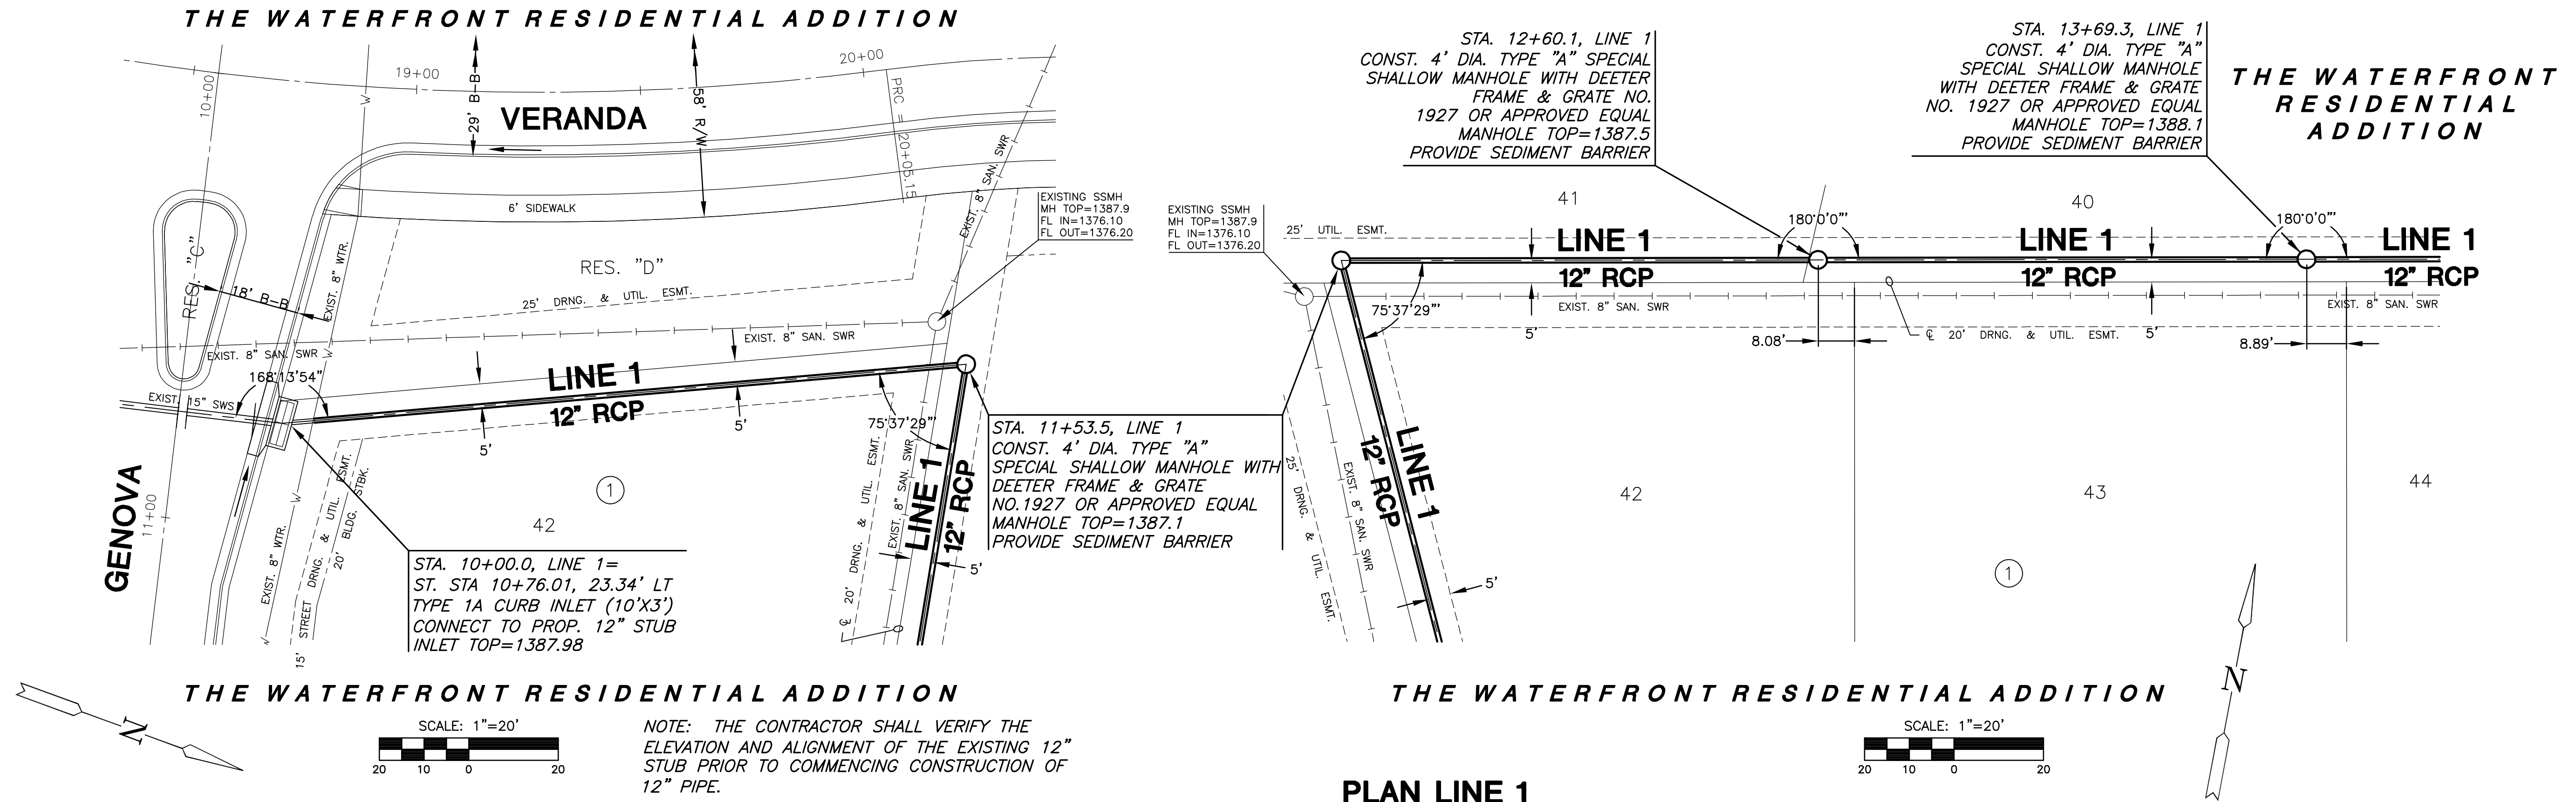 THE WATERFRONT RESIDENTIAL ADDITION
10+00
19+00
20+00
29' B-B
58' R/W
PRC = 20+05.15
VERANDA
W
EXIST. 8" SAN. SWR
6' SIDEWALK
EXISTING SSMH
MH TOP=1387.9
FL IN=1376.10
FL OUT=1376.20
RES. "C"
18' B-B
EXIST. 8" WTR.
W
RES. "D"
25' DRNG. & UTIL. ESMT.
EXIST. 8" SAN. SWR
EXIST. 8" SAN. SWR
168°13'54"
EXIST. 15" SWS
LINE 1
12" RCP
5'
5'
75°37'29"
GENOVA
11+00
EXIST. 8" WTR.
W
W
15' STREET DRNG. & UTIL. ESMT.
20' BLDG. STBK.
1
42
℄ 20' DRNG. & UTIL. ESMT.
EXIST. 8" SAN. SWR
LINE 1
12" RCP
5'
STA. 10+00.0, LINE 1=
ST. STA 10+76.01, 23.34' LT
TYPE 1A CURB INLET (10'X3')
CONNECT TO PROP. 12" STUB
INLET TOP=1387.98
STA. 11+53.5, LINE 1
CONST. 4' DIA. TYPE "A"
SPECIAL SHALLOW MANHOLE WITH
DEETER FRAME & GRATE
NO.1927 OR APPROVED EQUAL
MANHOLE TOP=1387.1
PROVIDE SEDIMENT BARRIER
THE WATERFRONT RESIDENTIAL ADDITION
N
SCALE: 1"=20'
20 10 0 20
NOTE: THE CONTRACTOR SHALL VERIFY THE
ELEVATION AND ALIGNMENT OF THE EXISTING 12"
STUB PRIOR TO COMMENCING CONSTRUCTION OF
12" PIPE.
STA. 12+60.1, LINE 1
CONST. 4' DIA. TYPE "A" SPECIAL
SHALLOW MANHOLE WITH DEETER
FRAME & GRATE NO.
1927 OR APPROVED EQUAL
MANHOLE TOP=1387.5
PROVIDE SEDIMENT BARRIER
STA. 13+69.3, LINE 1
CONST. 4' DIA. TYPE "A"
SPECIAL SHALLOW MANHOLE
WITH DEETER FRAME & GRATE
NO. 1927 OR APPROVED EQUAL
MANHOLE TOP=1388.1
PROVIDE SEDIMENT BARRIER
THE WATERFRONT
RESIDENTIAL
ADDITION
EXISTING SSMH
MH TOP=1387.9
FL IN=1376.10
FL OUT=1376.20
41
40
25' UTIL. ESMT.
180°0'0"
180°0'0"
LINE 1
LINE 1
LINE 1
12" RCP
12" RCP
12" RCP
75°37'29"
EXIST. 8" SAN. SWR
EXIST. 8" SAN. SWR
5'
℄ 20' DRNG. & UTIL. ESMT.
5'
8.08'
8.89'
25' DRNG. & UTIL. ESMT.
EXIST. 8" SAN. SWR
12" RCP
LINE 1
5'
42
43
44
1
THE WATERFRONT RESIDENTIAL ADDITION
N
SCALE: 1"=20'
20 10 0 20
PLAN LINE 1